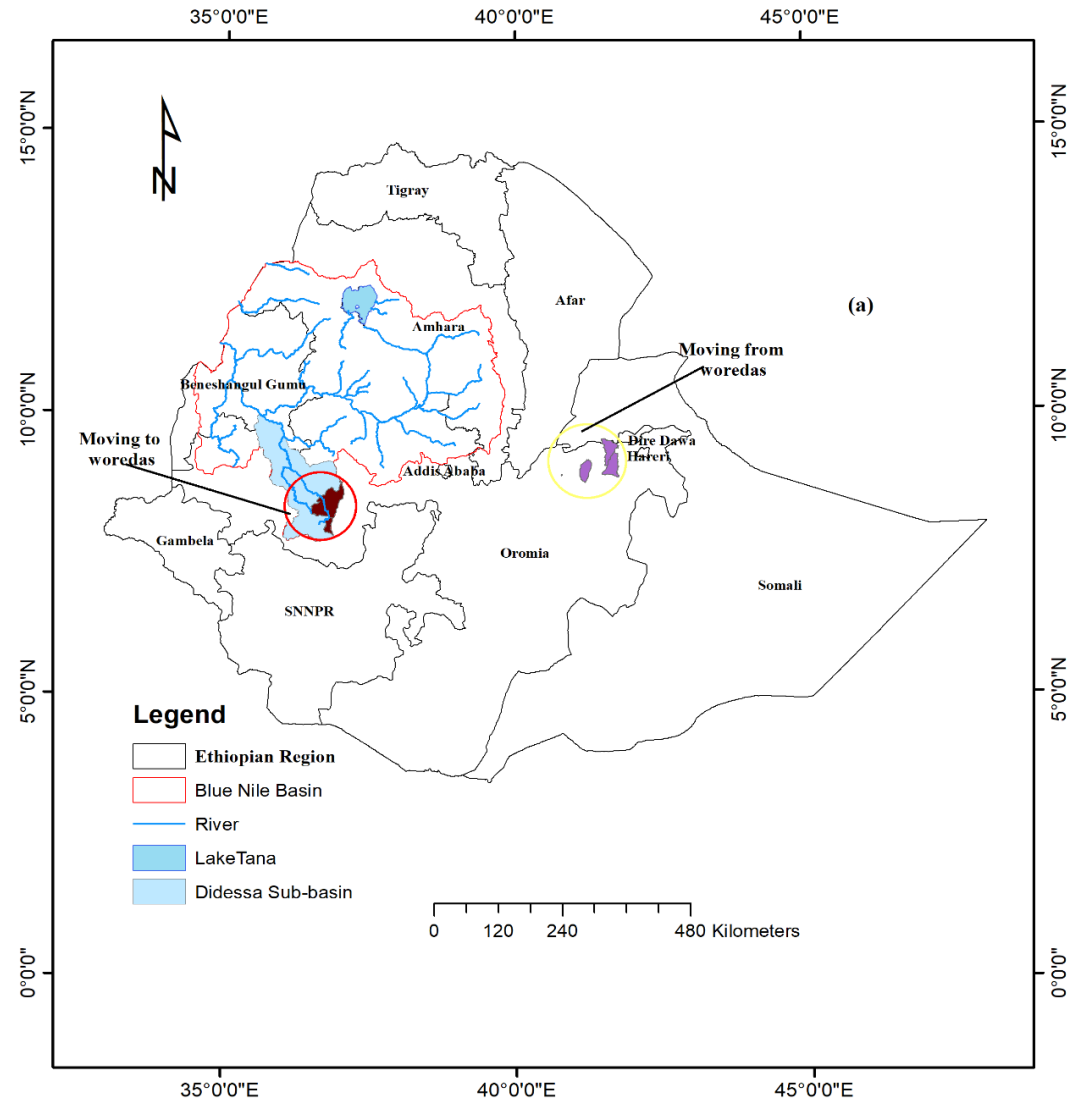 35°0'0"E 40°0'0"E 45°0'0"E
15°0'0"N
15°0'0"N
N
Tigray
Afar
(a)
Amhara
Moving from
woredas
Beneshangul Gumu
10°0'0"N
10°0'0"N
Moving to
woredas
Dire Dawa
Hareri
Addis Ababa
Gambela
Oromia
Somali
SNNPR
5°0'0"N
5°0'0"N
Legend
Ethiopian Region
Blue Nile Basin
River
LakeTana
Didessa Sub-basin
0 120 240 480 Kilometers
0°0'0"
0°0'0"
35°0'0"E 40°0'0"E 45°0'0"E